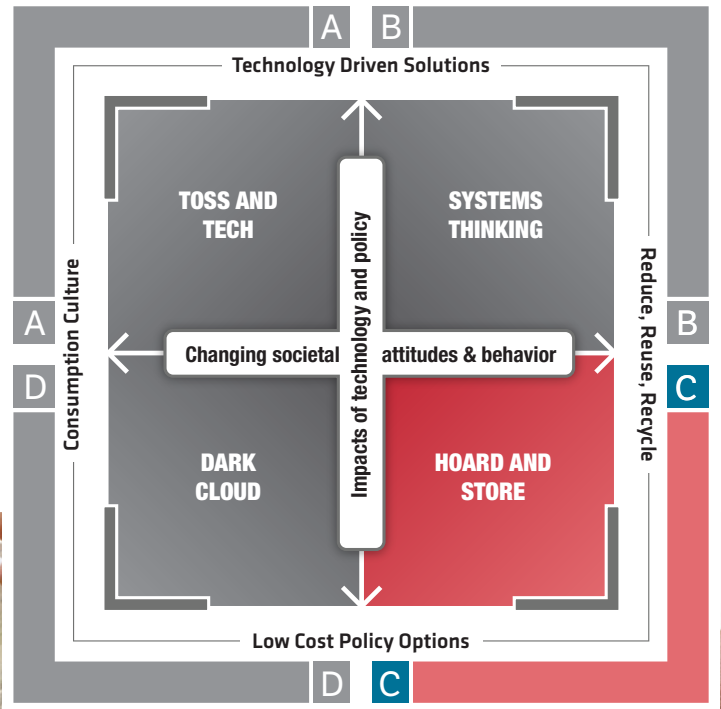 A B
Technology Driven Solutions
TOSS AND
TECH
SYSTEMS
THINKING
Consumption Culture
Reduce, Reuse, Recycle
A
B
Changing societal attitudes & behavior
Impacts of technology and policy
D
C
DARK
CLOUD
HOARD AND
STORE
Low Cost Policy Options
D C